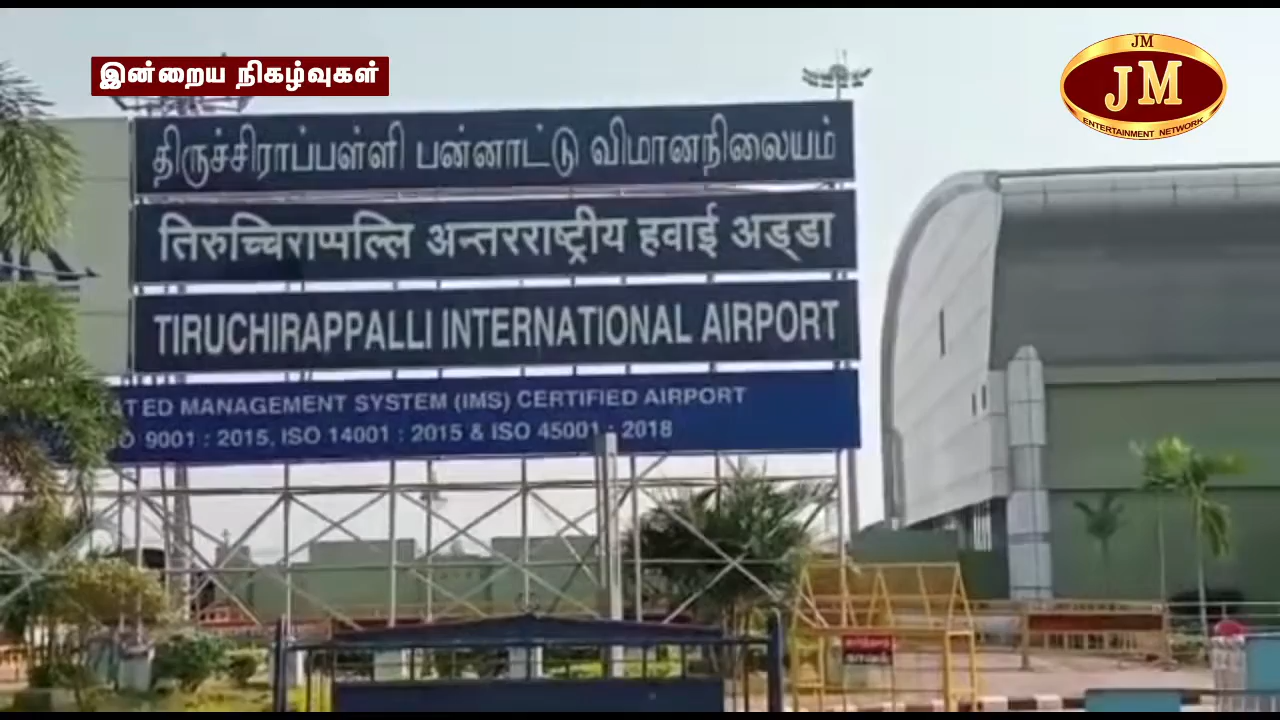 இன்றைய நிகழ்வுகள்
JM
JM
ENTERTAINMENT NETWORK
திருச்சிராப்பள்ளி பன்னாட்டு விமானநிலையம்
तिरुच्चिराप्पल्लि अन्तरराष्ट्रीय हवाई अड्डा
TIRUCHIRAPPALLI INTERNATIONAL AIRPORT
ATED MANAGEMENT SYSTEM (IMS) CERTIFIED AIRPORT
ISO 9001 : 2015, ISO 14001 : 2015 & ISO 45001 : 2018